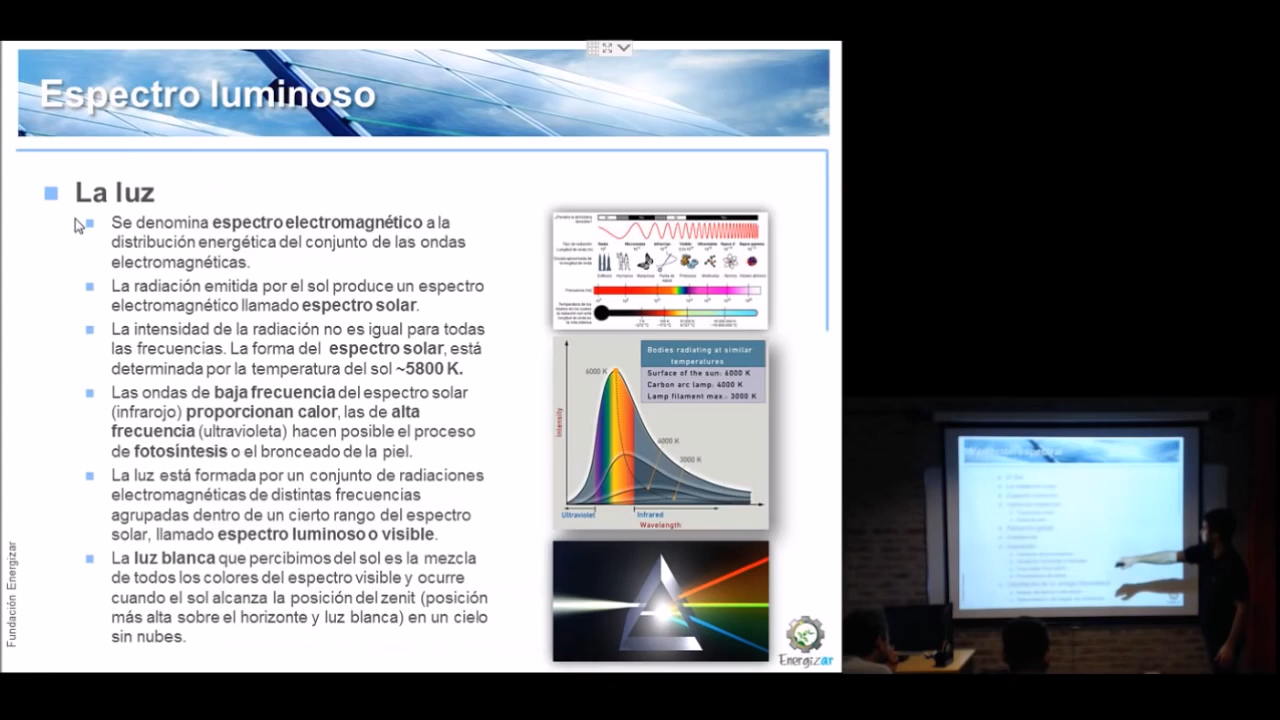 Espectro luminoso
La luz
Se denomina espectro electromagnético a la
distribución energética del conjunto de las ondas
electromagnéticas.
La radiación emitida por el sol produce un espectro
electromagnético llamado espectro solar.
La intensidad de la radiación no es igual para todas
las frecuencias. La forma del espectro solar, está
determinada por la temperatura del sol ~5800 K.
Las ondas de baja frecuencia del espectro solar
(infrarojo) proporcionan calor, las de alta
frecuencia (ultravioleta) hacen posible el proceso
de fotosíntesis o el bronceado de la piel.
La luz está formada por un conjunto de radiaciones
electromagnéticas de distintas frecuencias
agrupadas dentro de un cierto rango del espectro
solar, llamado espectro luminoso o visible.
La luz blanca que percibimos del sol es la mezcla
de todos los colores del espectro visible y ocurre
cuando el sol alcanza la posición del zenit (posición
más alta sobre el horizonte y luz blanca) en un cielo
sin nubes.
Bodies radiating at similar
temperatures
Surface of the sun: 6000 K
Carbon arc lamp: 4000 K
Lamp filament max.: 3000 K
6000 K
4000 K
3000 K
Intensity
Ultraviolet
Infrared
Wavelength
Fundación Energizar
Energizar